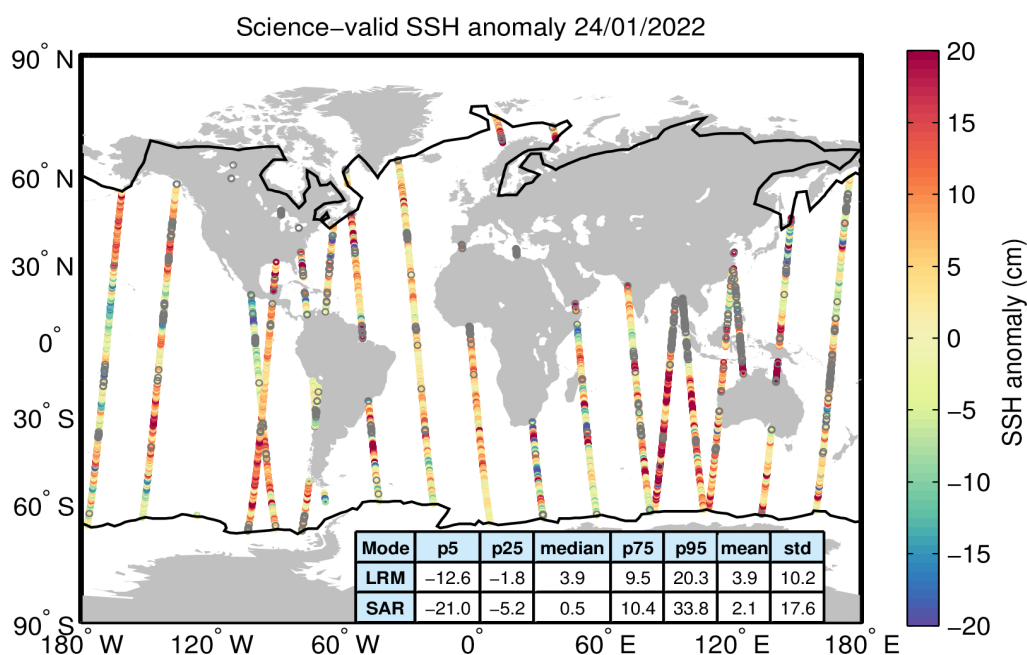 Science−valid SSH anomaly 24/01/2022
90° N
60° N
30° N
0°
30° S
60° S
90° S
180° W
120° W
60° W
0°
60° E
120° E
180° E
20
15
10
5
0
−5
−10
−15
−20
SSH anomaly (cm)
Mode p5 p25 median p75 p95 mean std
LRM −12.6 −1.8 3.9 9.5 20.3 3.9 10.2
SAR −21.0 −5.2 0.5 10.4 33.8 2.1 17.6